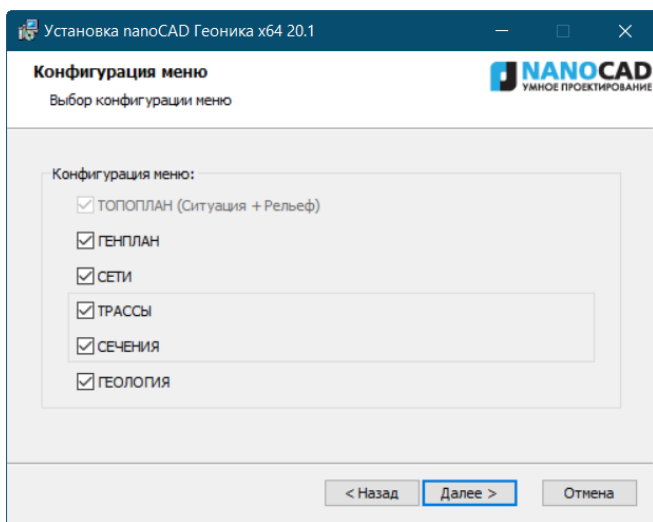 Установка nanoCAD Геоника x64 20.1
Конфигурация меню
Выбор конфигурации меню
NANOCAD
УМНОЕ ПРОЕКТИРОВАНИЕ
Конфигурация меню:
ТОПОПЛАН (Ситуация + Рельеф)
ГЕНПЛАН
СЕТИ
ТРАССЫ
СЕЧЕНИЯ
ГЕОЛОГИЯ
< Назад Далее > Отмена